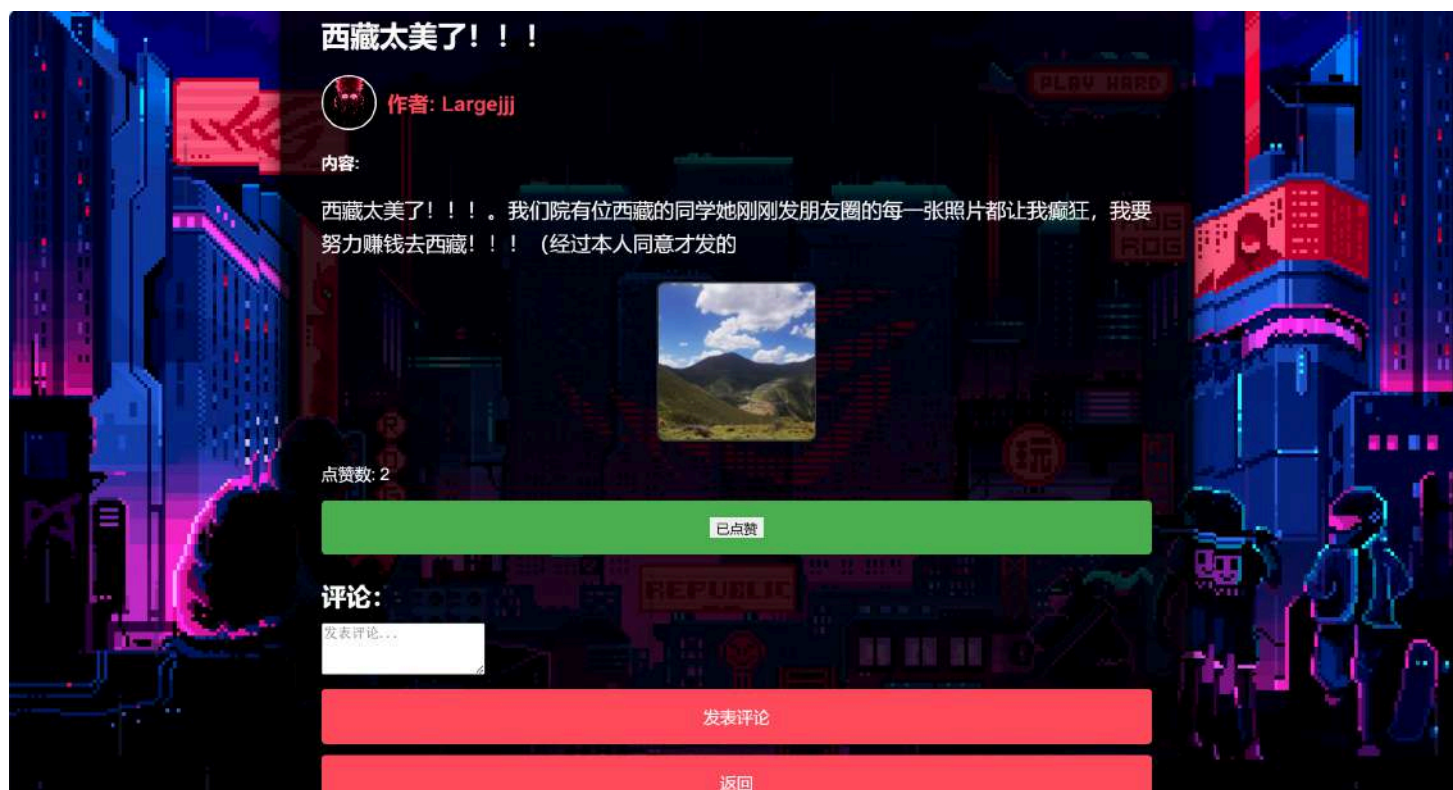 西藏太美了！！！
PLAY HARD
作者: Largejjj
内容:
西藏太美了！！！。我们院有位西藏的同学她刚刚发朋友圈的每一张照片都让我癫狂，我要
努力赚钱去西藏！！！（经过本人同意才发的
ROG
ROG
点赞数: 2
玩
已点赞
REPUBLIC
评论：
发表评论...
发表评论
返回